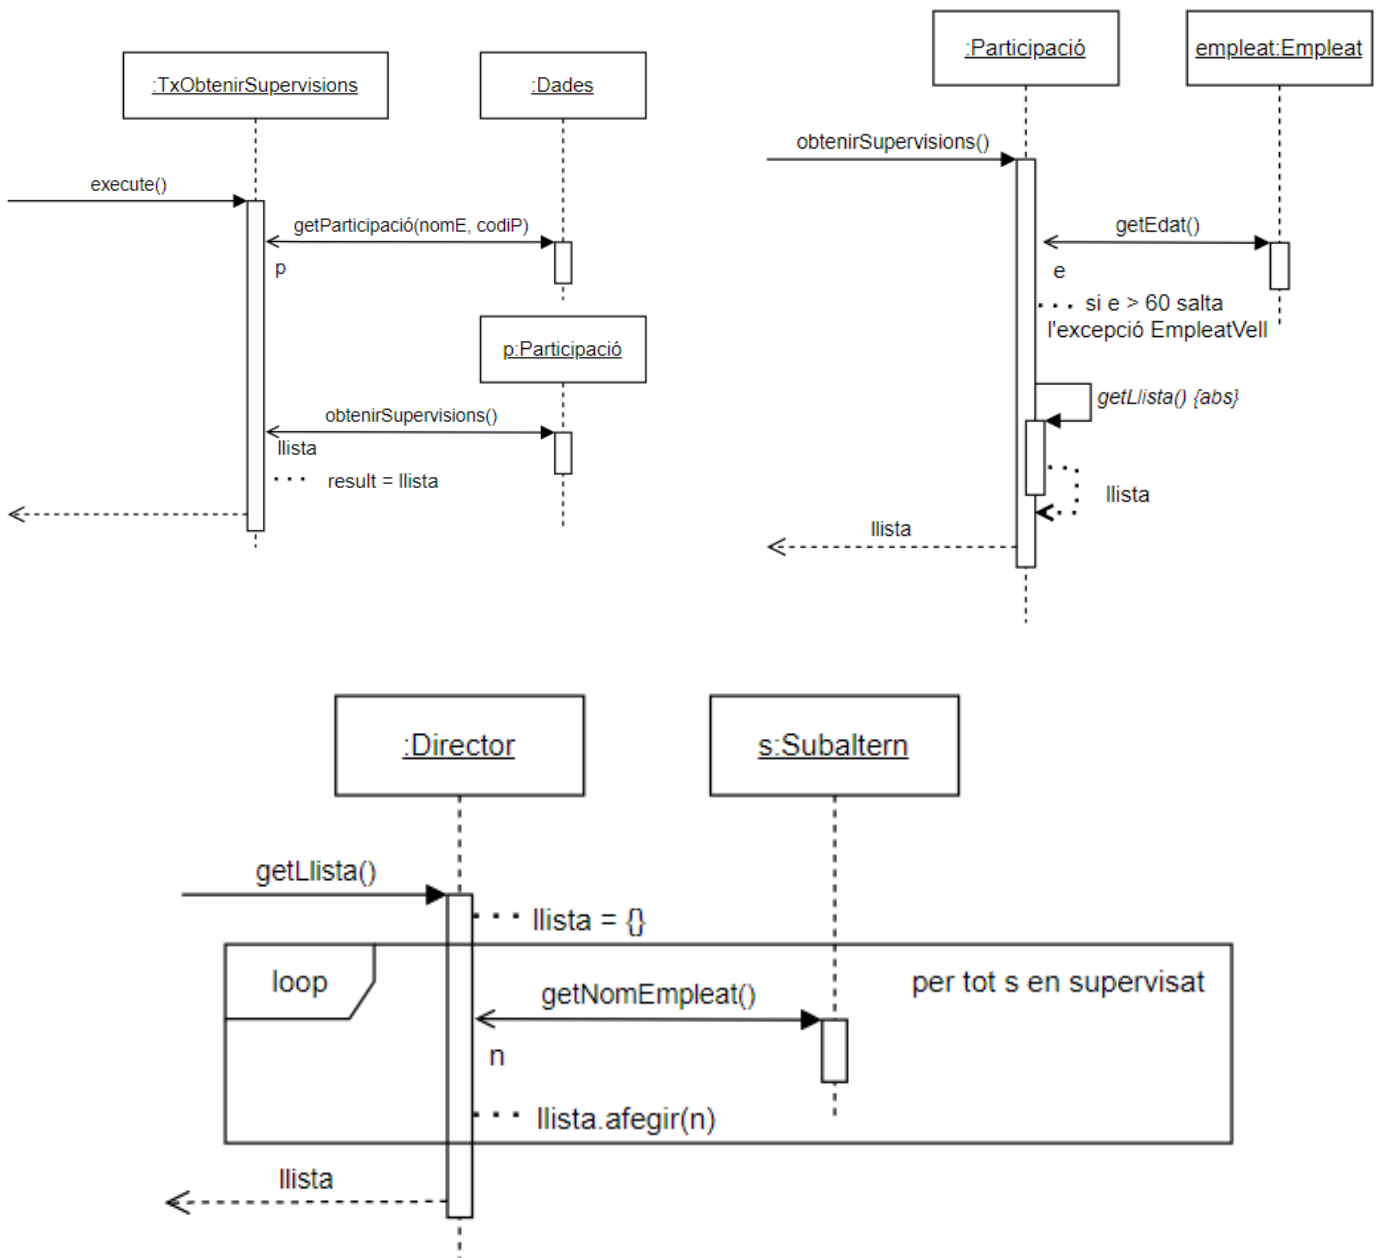 :TxObtenirSupervisions
:Dades
execute()
getParticipació(nomE, codiP)
p
p:Participació
obtenirSupervisions()
llista
result = llista
:Participació
empleat:Empleat
obtenirSupervisions()
getEdat()
e
si e > 60 salta
l'excepció EmpleatVell
getLlista() {abs}
llista
llista
:Director
s:Subaltern
getLlista()
llista = {}
loop
per tot s en supervisat
getNomEmpleat()
n
llista.afegir(n)
llista